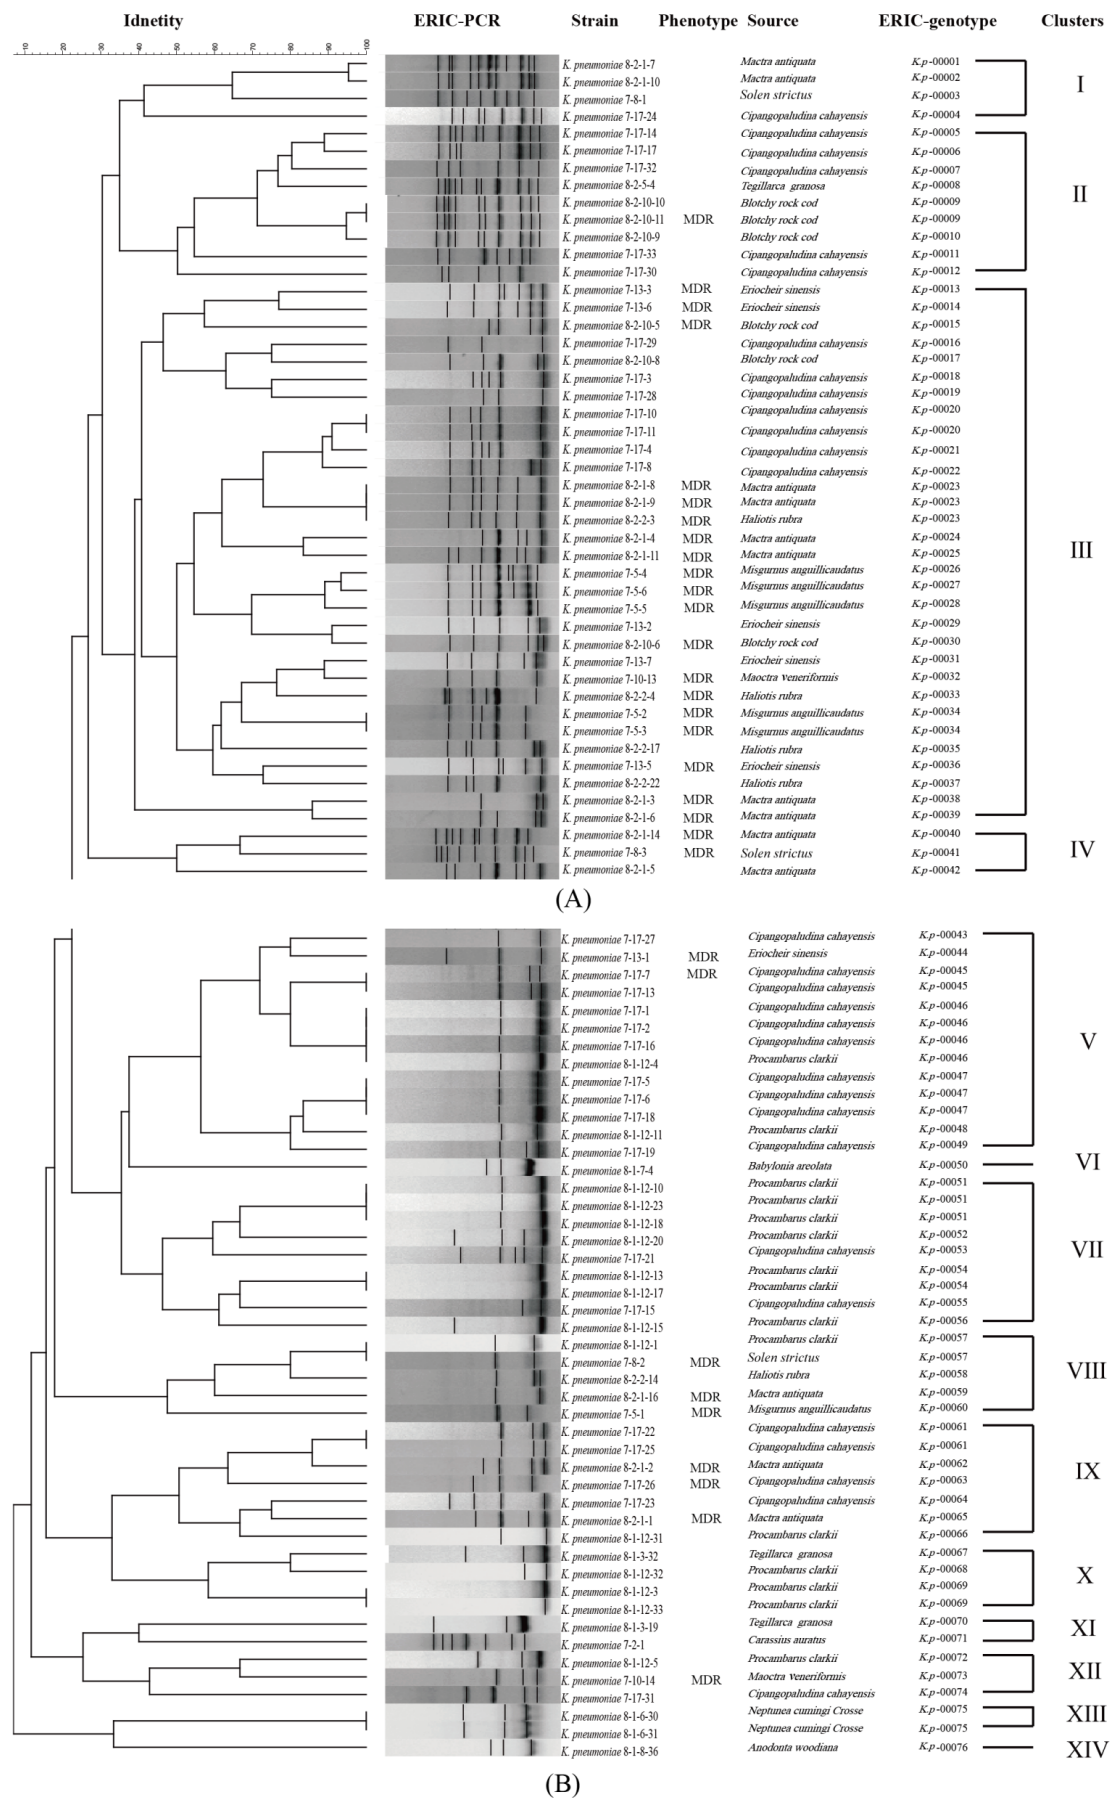 Idnetity ERIC-PCR Strain Phenotype Source ERIC-genotype Clusters
10 20 30 40 50 60 70 80 90 100
K. pneumoniae 8-2-1-7 Mactra antiquata K.p-00001
K. pneumoniae 8-2-1-10 Mactra antiquata K.p-00002
I
K. pneumoniae 7-8-1 Solen strictus K.p-00003
K. pneumoniae 7-17-24 Cipangopaludina cahayensis K.p-00004
K. pneumoniae 7-17-14 Cipangopaludina cahayensis K.p-00005
K. pneumoniae 7-17-17 Cipangopaludina cahayensis K.p-00006
K. pneumoniae 7-17-32 Cipangopaludina cahayensis K.p-00007
K. pneumoniae 8-2-5-4 Tegillarca granosa K.p-00008
II
K. pneumoniae 8-2-10-10 Blotchy rock cod K.p-00009
K. pneumoniae 8-2-10-11 MDR Blotchy rock cod K.p-00009
K. pneumoniae 8-2-10-9 Blotchy rock cod K.p-00010
K. pneumoniae 7-17-33 Cipangopaludina cahayensis K.p-00011
K. pneumoniae 7-17-30 Cipangopaludina cahayensis K.p-00012
K. pneumoniae 7-13-3 MDR Eriocheir sinensis K.p-00013
K. pneumoniae 7-13-6 MDR Eriocheir sinensis K.p-00014
K. pneumoniae 8-2-10-5 MDR Blotchy rock cod K.p-00015
K. pneumoniae 7-17-29 Cipangopaludina cahayensis K.p-00016
K. pneumoniae 8-2-10-8 Blotchy rock cod K.p-00017
K. pneumoniae 7-17-3 Cipangopaludina cahayensis K.p-00018
K. pneumoniae 7-17-28 Cipangopaludina cahayensis K.p-00019
K. pneumoniae 7-17-10 Cipangopaludina cahayensis K.p-00020
K. pneumoniae 7-17-11 Cipangopaludina cahayensis K.p-00020
K. pneumoniae 7-17-4 Cipangopaludina cahayensis K.p-00021
K. pneumoniae 7-17-8 Cipangopaludina cahayensis K.p-00022
K. pneumoniae 8-2-1-8 MDR Mactra antiquata K.p-00023
K. pneumoniae 8-2-1-9 MDR Mactra antiquata K.p-00023
K. pneumoniae 8-2-2-3 MDR Haliotis rubra K.p-00023
K. pneumoniae 8-2-1-4 MDR Mactra antiquata K.p-00024
III
K. pneumoniae 8-2-1-11 MDR Mactra antiquata K.p-00025
K. pneumoniae 7-5-4 MDR Misgurnus anguillicaudatus K.p-00026
K. pneumoniae 7-5-6 MDR Misgurnus anguillicaudatus K.p-00027
K. pneumoniae 7-5-5 MDR Misgurnus anguillicaudatus K.p-00028
K. pneumoniae 7-13-2 Eriocheir sinensis K.p-00029
K. pneumoniae 8-2-10-6 MDR Blotchy rock cod K.p-00030
K. pneumoniae 7-13-7 Eriocheir sinensis K.p-00031
K. pneumoniae 7-10-13 MDR Maoctra veneriformis K.p-00032
K. pneumoniae 8-2-2-4 MDR Haliotis rubra K.p-00033
K. pneumoniae 7-5-2 MDR Misgurnus anguillicaudatus K.p-00034
K. pneumoniae 7-5-3 MDR Misgurnus anguillicaudatus K.p-00034
K. pneumoniae 8-2-2-17 Haliotis rubra K.p-00035
K. pneumoniae 7-13-5 MDR Eriocheir sinensis K.p-00036
K. pneumoniae 8-2-2-22 Haliotis rubra K.p-00037
K. pneumoniae 8-2-1-3 MDR Mactra antiquata K.p-00038
K. pneumoniae 8-2-1-6 MDR Mactra antiquata K.p-00039
K. pneumoniae 8-2-1-14 MDR Mactra antiquata K.p-00040
K. pneumoniae 7-8-3 MDR Solen strictus K.p-00041 IV
K. pneumoniae 8-2-1-5 Mactra antiquata K.p-00042
(A)
K. pneumoniae 7-17-27 Cipangopaludina cahayensis K.p-00043
K. pneumoniae 7-13-1 MDR Eriocheir sinensis K.p-00044
K. pneumoniae 7-17-7 MDR Cipangopaludina cahayensis K.p-00045
K. pneumoniae 7-17-13 Cipangopaludina cahayensis K.p-00045
K. pneumoniae 7-17-1 Cipangopaludina cahayensis K.p-00046
K. pneumoniae 7-17-2 Cipangopaludina cahayensis K.p-00046
K. pneumoniae 7-17-16 Cipangopaludina cahayensis K.p-00046
V
K. pneumoniae 8-1-12-4 Procambarus clarkii K.p-00046
K. pneumoniae 7-17-5 Cipangopaludina cahayensis K.p-00047
K. pneumoniae 7-17-6 Cipangopaludina cahayensis K.p-00047
K. pneumoniae 7-17-18 Cipangopaludina cahayensis K.p-00047
K. pneumoniae 8-1-12-11 Procambarus clarkii K.p-00048
K. pneumoniae 7-17-19 Cipangopaludina cahayensis K.p-00049
K. pneumoniae 8-1-7-4 Babylonia areolata K.p-00050 VI
K. pneumoniae 8-1-12-10 Procambarus clarkii K.p-00051
K. pneumoniae 8-1-12-23 Procambarus clarkii K.p-00051
K. pneumoniae 8-1-12-18 Procambarus clarkii K.p-00051
K. pneumoniae 8-1-12-20 Procambarus clarkii K.p-00052
K. pneumoniae 7-17-21 Cipangopaludina cahayensis K.p-00053 VII
K. pneumoniae 8-1-12-13 Procambarus clarkii K.p-00054
K. pneumoniae 8-1-12-17 Procambarus clarkii K.p-00054
K. pneumoniae 7-17-15 Cipangopaludina cahayensis K.p-00055
K. pneumoniae 8-1-12-15 Procambarus clarkii K.p-00056
K. pneumoniae 8-1-12-1 Procambarus clarkii K.p-00057
K. pneumoniae 7-8-2 MDR Solen strictus K.p-00057
K. pneumoniae 8-2-2-14 Haliotis rubra K.p-00058 VIII
K. pneumoniae 8-2-1-16 MDR Mactra antiquata K.p-00059
K. pneumoniae 7-5-1 MDR Misgurnus anguillicaudatus K.p-00060
K. pneumoniae 7-17-22 Cipangopaludina cahayensis K.p-00061
K. pneumoniae 7-17-25 Cipangopaludina cahayensis K.p-00061
K. pneumoniae 8-2-1-2 MDR Mactra antiquata K.p-00062
IX
K. pneumoniae 7-17-26 MDR Cipangopaludina cahayensis K.p-00063
K. pneumoniae 7-17-23 Cipangopaludina cahayensis K.p-00064
K. pneumoniae 8-2-1-1 MDR Mactra antiquata K.p-00065
K. pneumoniae 8-1-12-31 Procambarus clarkii K.p-00066
K. pneumoniae 8-1-3-32 Tegillarca granosa K.p-00067
K. pneumoniae 8-1-12-32 Procambarus clarkii K.p-00068
X
K. pneumoniae 8-1-12-3 Procambarus clarkii K.p-00069
K. pneumoniae 8-1-12-33 Procambarus clarkii K.p-00069
K. pneumoniae 8-1-3-19 Tegillarca granosa K.p-00070
XI
K. pneumoniae 7-2-1 Carassius auratus K.p-00071
K. pneumoniae 8-1-12-5 Procambarus clarkii K.p-00072
K. pneumoniae 7-10-14 MDR Maoctra veneriformis K.p-00073 XII
K. pneumoniae 7-17-31 Cipangopaludina cahayensis K.p-00074
K. pneumoniae 8-1-6-30 Neptunea cumingi Crosse K.p-00075
XIII
K. pneumoniae 8-1-6-31 Neptunea cumingi Crosse K.p-00075
K. pneumoniae 8-1-8-36 Anodonta woodiana K.p-00076 XIV
(B)